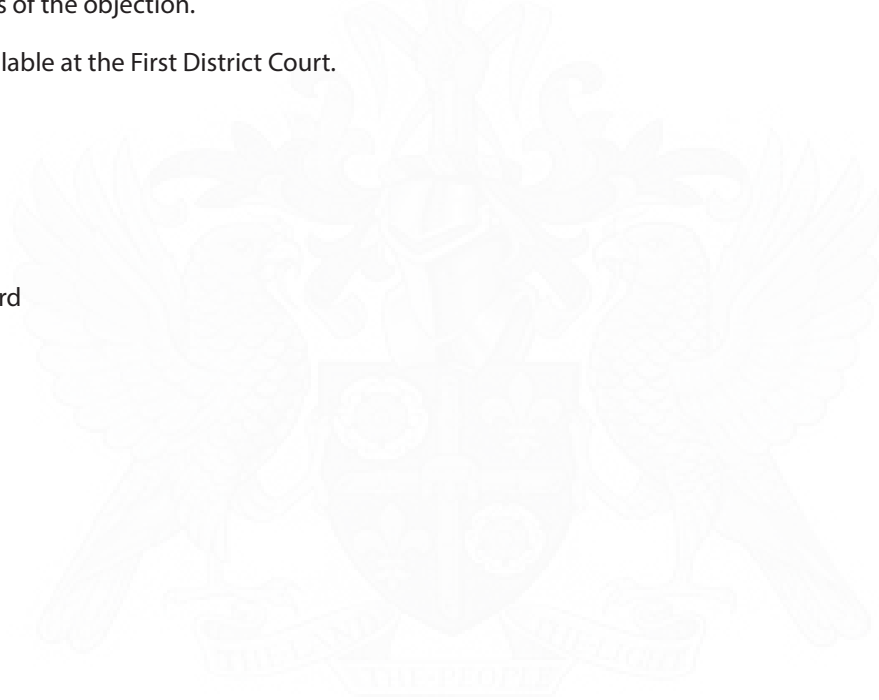 s of the objection.
lable at the First District Court.
rd
THE LAND
THE PEOPLE
THE LIGHT